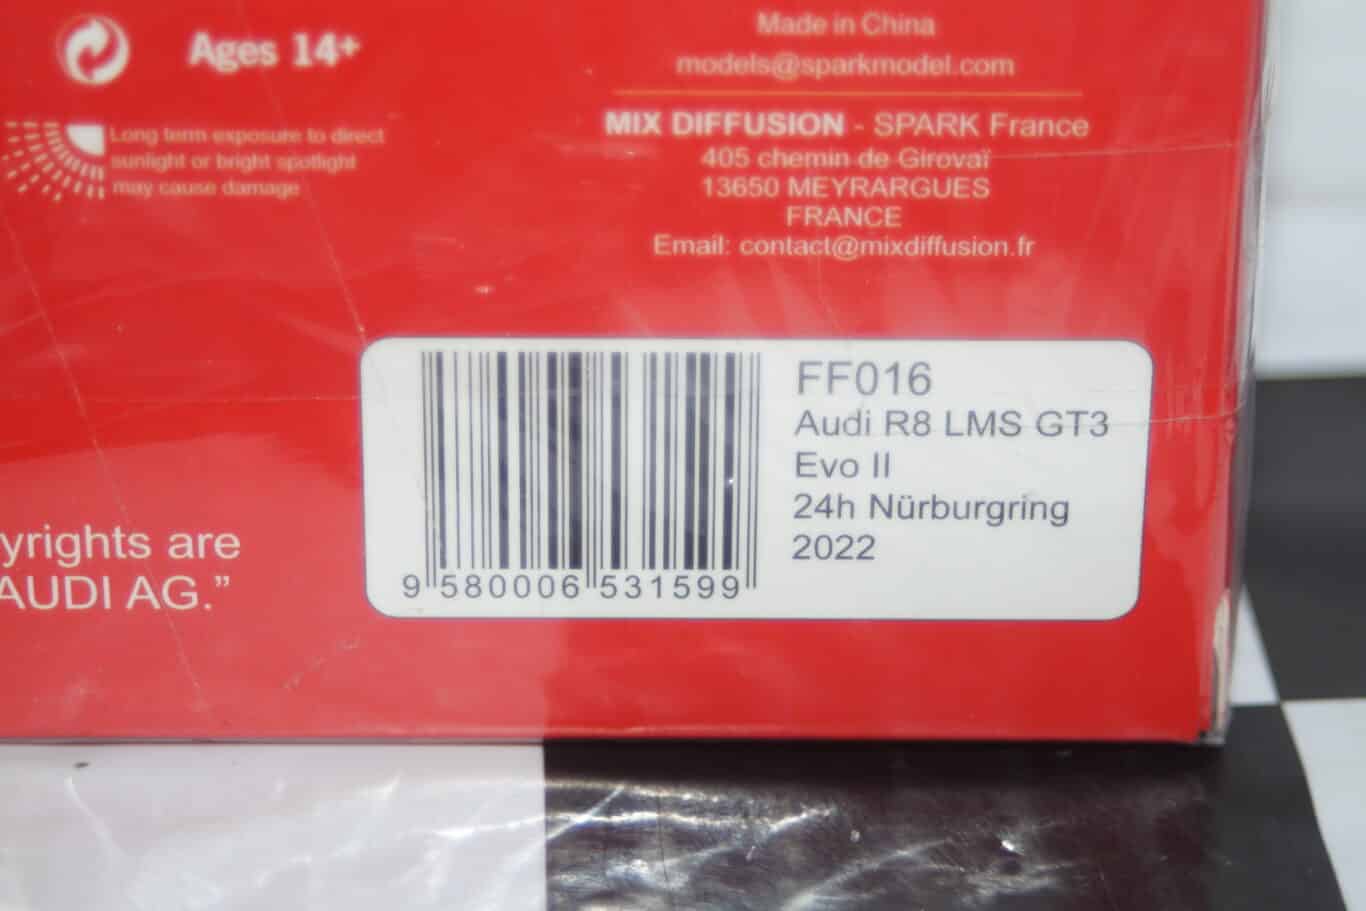 Ages 14+
Long term exposure to direct
sunlight or bright spotlight
may cause damage
Made in China
models@sparkmodel.com
MIX DIFFUSION - SPARK France
405 chemin de Girovaï
13650 MEYRARGUES
FRANCE
Email: contact@mixdiffusion.fr
FF016
Audi R8 LMS GT3
Evo II
24h Nürburgring
2022
9 580006 531599
yrights are
AUDI AG.”